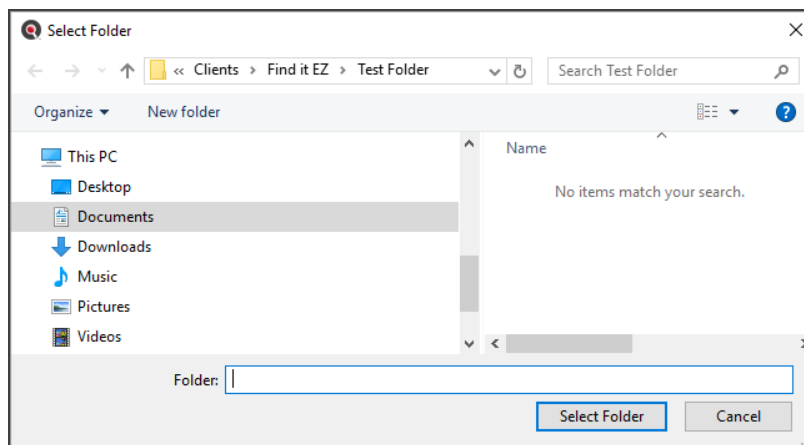 Select Folder
« Clients > Find it EZ > Test Folder
Search Test Folder
Organize
New folder
This PC
Desktop
Documents
Downloads
Music
Pictures
Videos
Name
No items match your search.
Folder:
Select Folder
Cancel